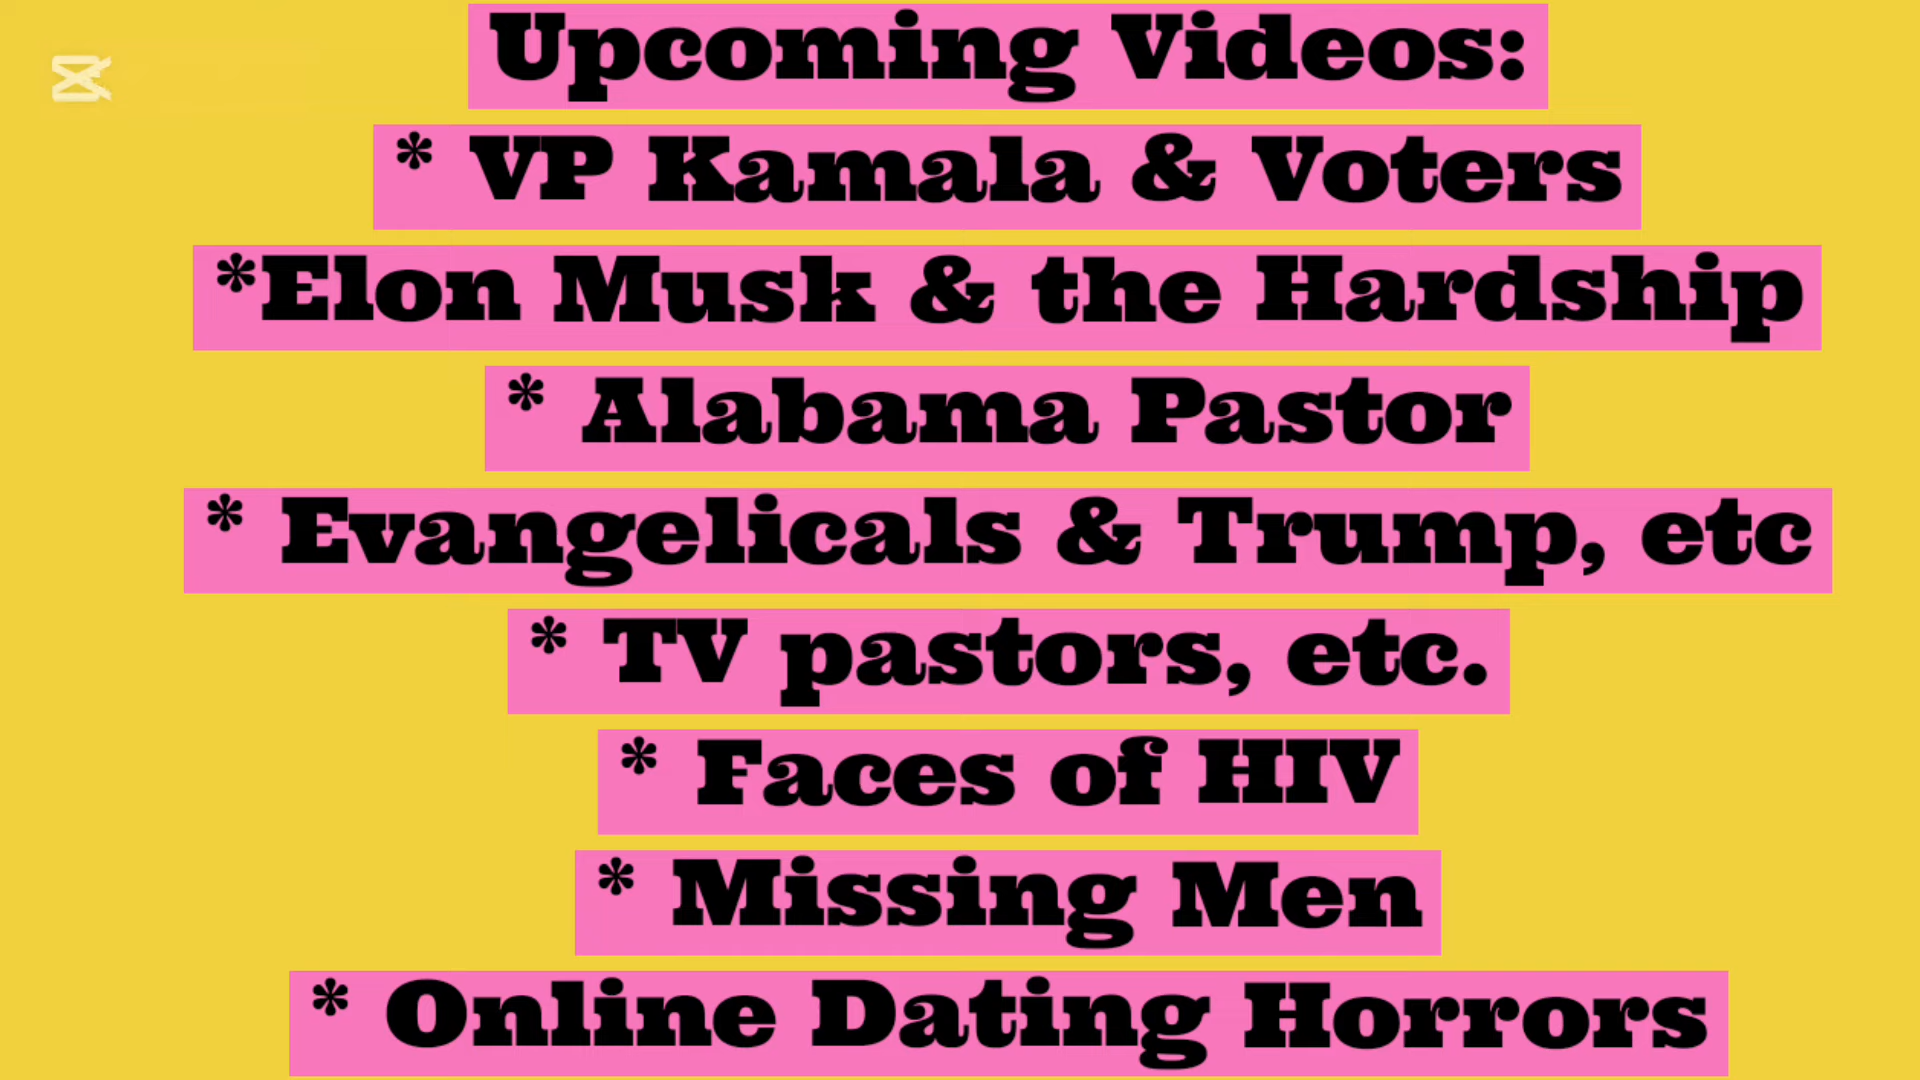 Upcoming Videos:
* VP Kamala & Voters
*Elon Musk & the Hardship
* Alabama Pastor
* Evangelicals & Trump, etc
* TV pastors, etc.
* Faces of HIV
* Missing Men
* Online Dating Horrors